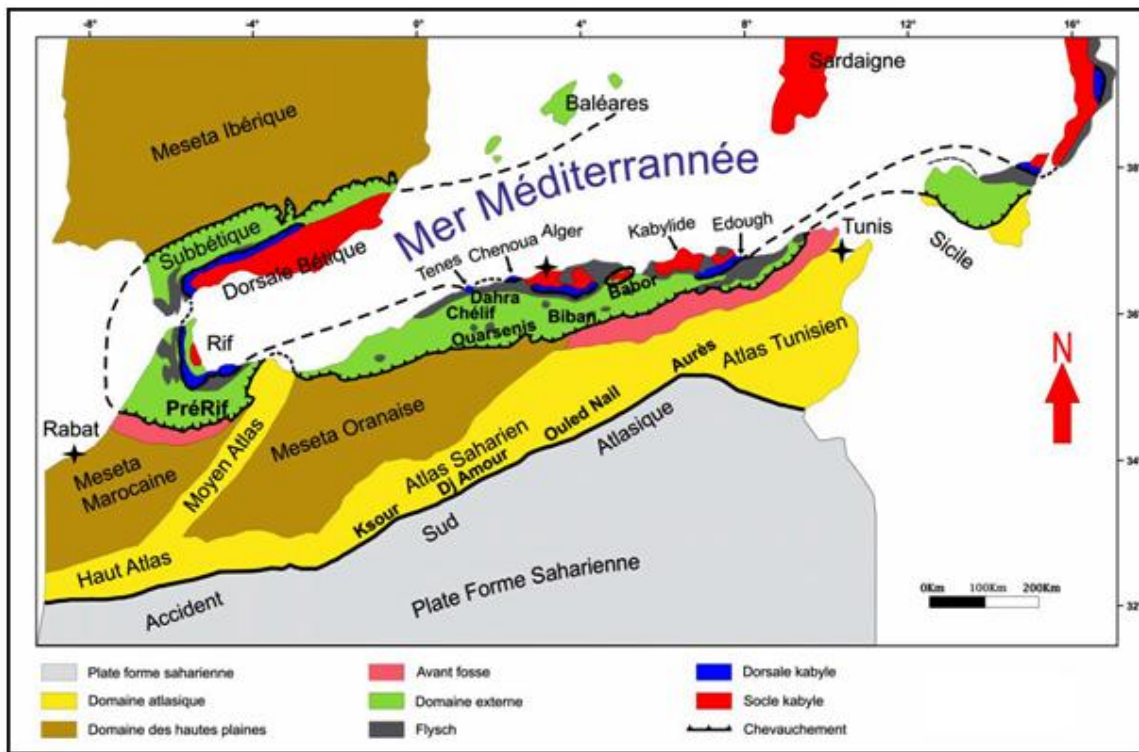 -8°
-4°
0°
4°
8°
12°
16°
Sardaigne
Baléares
Meseta Ibérique
Mer Méditerrannée
38
Subbétique
Dorsale Bétique
Tenes
Chenoua
Alger
Kabylide
Edough
Tunis
Sicile
Dahra
Chélif
Ouarsenis
Biban
Babor
36°
Rif
PréRif
Rabat
Meseta Marocaine
Moyen Atlas
Meseta Oranaise
Atlas Saharien
Ksour
Dj Amour
Ouled Nail
Aurès
Atlas Tunisien
N
34°
Haut Atlas
Accident
Sud
Atlasique
Plate Forme Saharienne
0Km 100Km 200Km
32°
Plate forme saharienne
Domaine atlasique
Domaine des hautes plaines
Avant fosse
Domaine externe
Flysch
Dorsale kabyle
Socle kabyle
Chevauchement